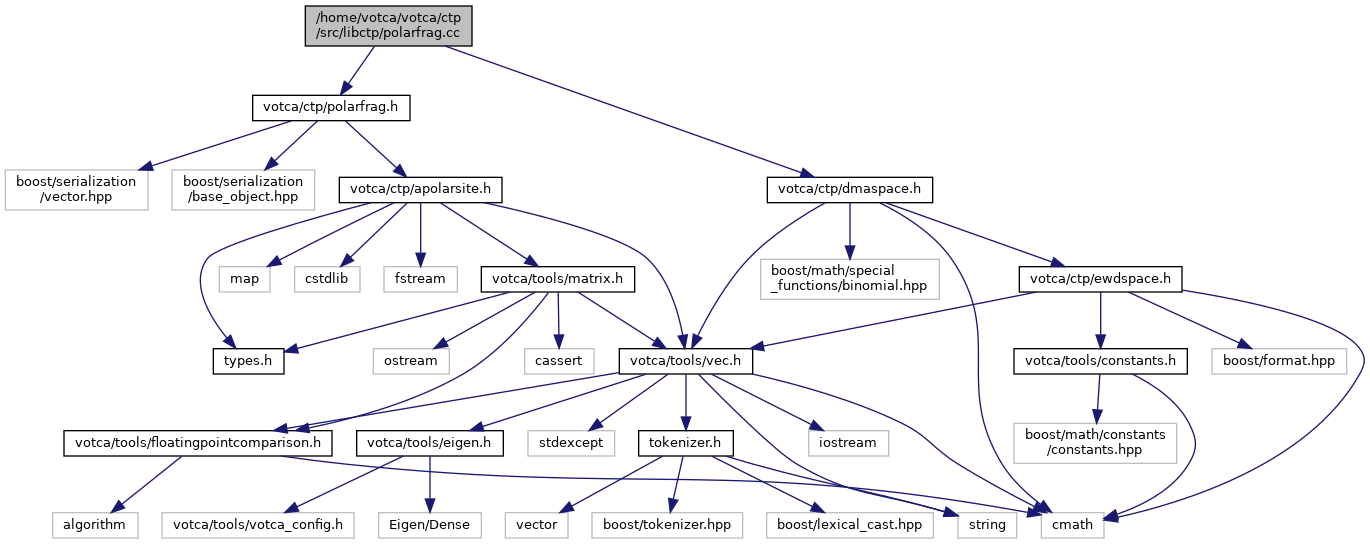 /home/votca/votca/ctp
/src/libctp/polarfrag.cc
votca/ctp/polarfrag.h
boost/serialization
/vector.hpp
boost/serialization
/base_object.hpp
votca/ctp/apolarsite.h
votca/ctp/dmaspace.h
map
cstdlib
fstream
votca/tools/matrix.h
boost/math/special
_functions/binomial.hpp
votca/ctp/ewdspace.h
types.h
ostream
cassert
votca/tools/vec.h
votca/tools/constants.h
boost/format.hpp
votca/tools/floatingpointcomparison.h
votca/tools/eigen.h
stdexcept
tokenizer.h
iostream
boost/math/constants
/constants.hpp
algorithm
votca/tools/votca_config.h
Eigen/Dense
vector
boost/tokenizer.hpp
boost/lexical_cast.hpp
string
cmath